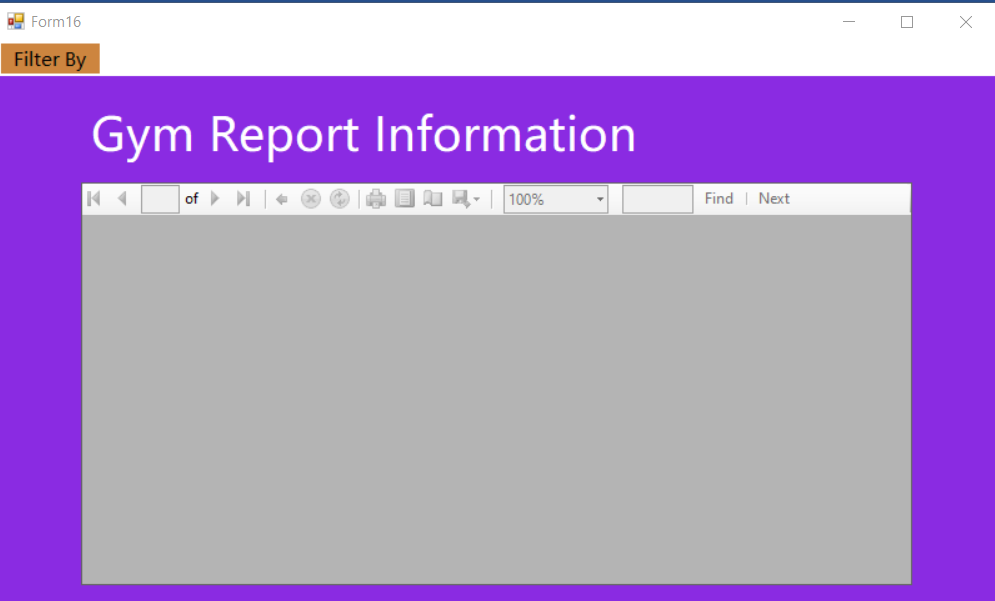 Form16
Filter By
Gym Report Information
of 100% Find | Next